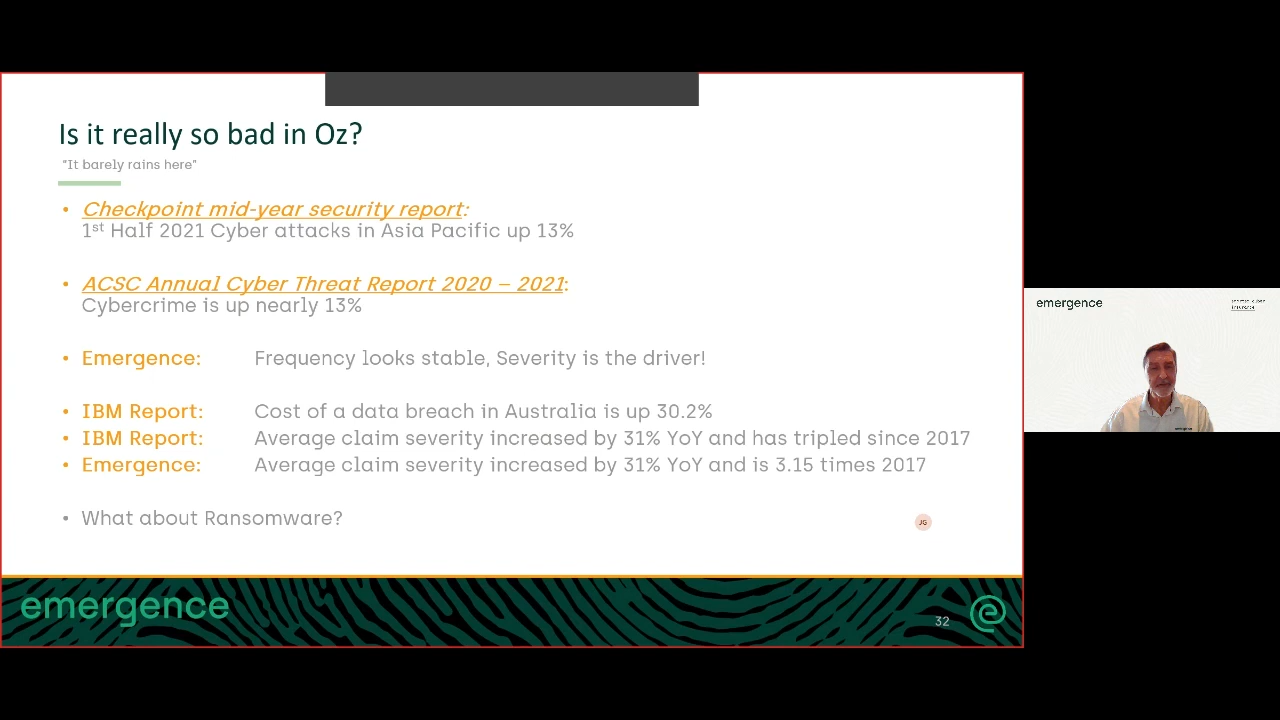 Is it really so bad in Oz?
"It barely rains here"
• Checkpoint mid-year security report:
1st Half 2021 Cyber attacks in Asia Pacific up 13%
• ACSC Annual Cyber Threat Report 2020 – 2021:
Cybercrime is up nearly 13%
• Emergence: Frequency looks stable, Severity is the driver!
• IBM Report: Cost of a data breach in Australia is up 30.2%
• IBM Report: Average claim severity increased by 31% YoY and has tripled since 2017
• Emergence: Average claim severity increased by 31% YoY and is 3.15 times 2017
• What about Ransomware?
JG
emergence
32
emergence
emergence